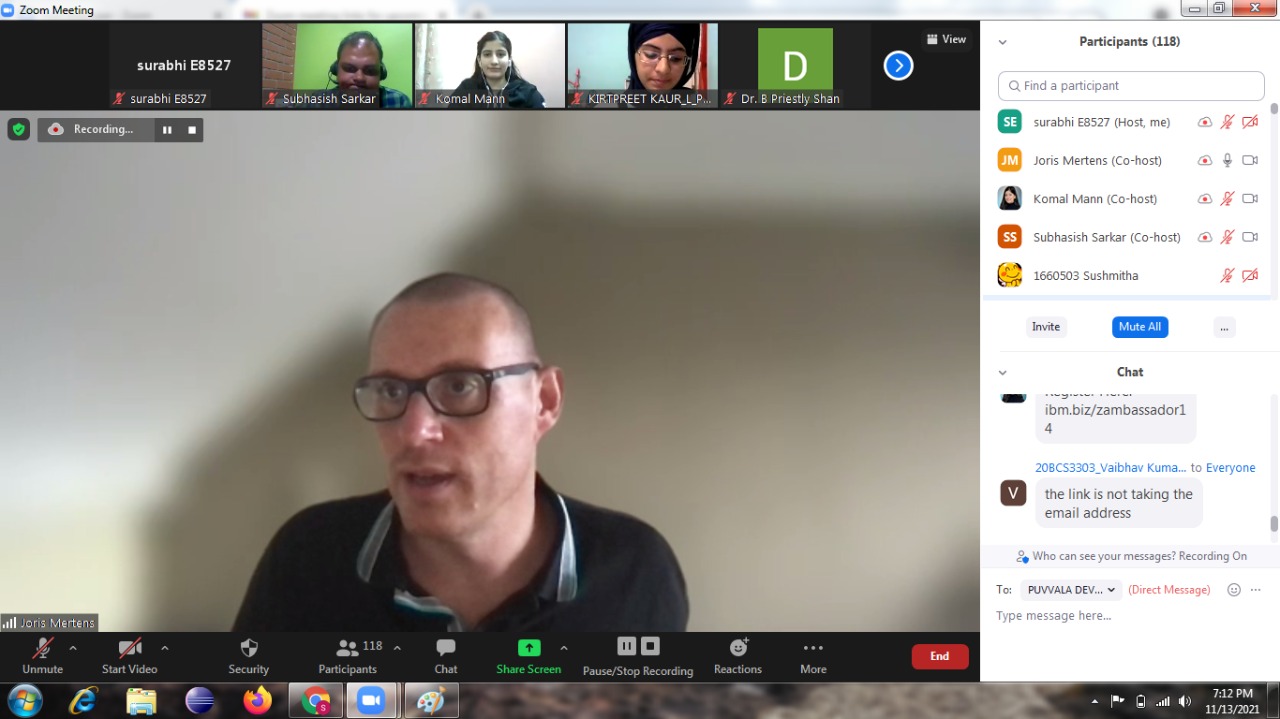 Zoom Meeting
surabhi E8527
surabhi E8527
Subhasish Sarkar
Komal Mann
KIRTPREET KAUR_L_P...
D
Dr. B Priestly Shan
View
Recording...
Joris Mertens
Unmute
Start Video
Security
118
Participants
Chat
Share Screen
Pause/Stop Recording
Reactions
More
End
Participants (118)
Find a participant
SE surabhi E8527 (Host, me)
JM Joris Mertens (Co-host)
Komal Mann (Co-host)
SS Subhasish Sarkar (Co-host)
1660503 Sushmitha
Invite
Mute All
...
Chat
Register Here:
ibm.biz/zambassador1
4
20BCS3303_Vaibhav Kuma... to Everyone
V
the link is not taking the
email address
Who can see your messages? Recording On
To: PUVVALA DEV... (Direct Message)
Type message here...
7:12 PM
11/13/2021